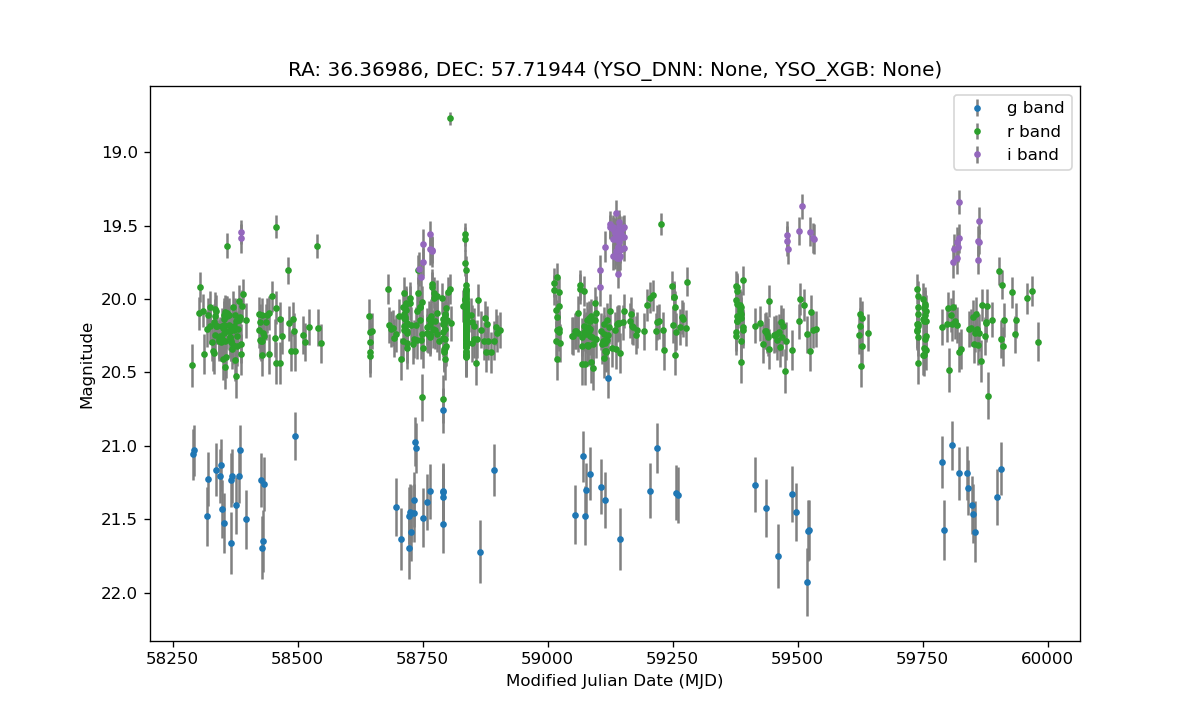 RA: 36.36986, DEC: 57.71944 (YSO_DNN: None, YSO_XGB: None)
g band
r band
i band
19.0
19.5
20.0
20.5
21.0
21.5
22.0
Magnitude
58250 58500 58750 59000 59250 59500 59750 60000
Modified Julian Date (MJD)